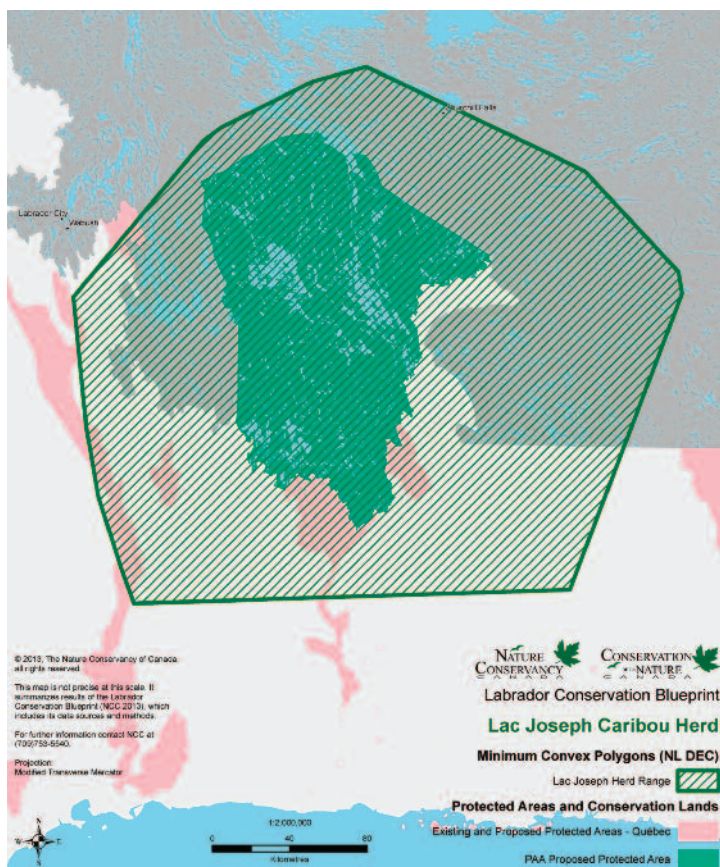 Churchill Falls
Labrador City
Wabush
© 2013, The Nature Conservancy of Canada
all rights reserved.
This map is not precise at this scale. It
summarizes results of the Labrador
Conservation Blueprint (NCC 2013), which
includes its data sources and methods.
For further information contact NCC at
(709)753-5540.
Projection:
Modified Transverse Mercator
NATURE
CONSERVANCY
CANADA
CONSERVATION
NATURE
CANADA
Labrador Conservation Blueprint
Lac Joseph Caribou Herd
Minimum Convex Polygons (NL DEC)
Lac Joseph Herd Range
Protected Areas and Conservation Lands
Existing and Proposed Protected Areas - Québec
PAA Proposed Protected Area
N
W E
S
1:2,000,000
0 40 80
Kilometres